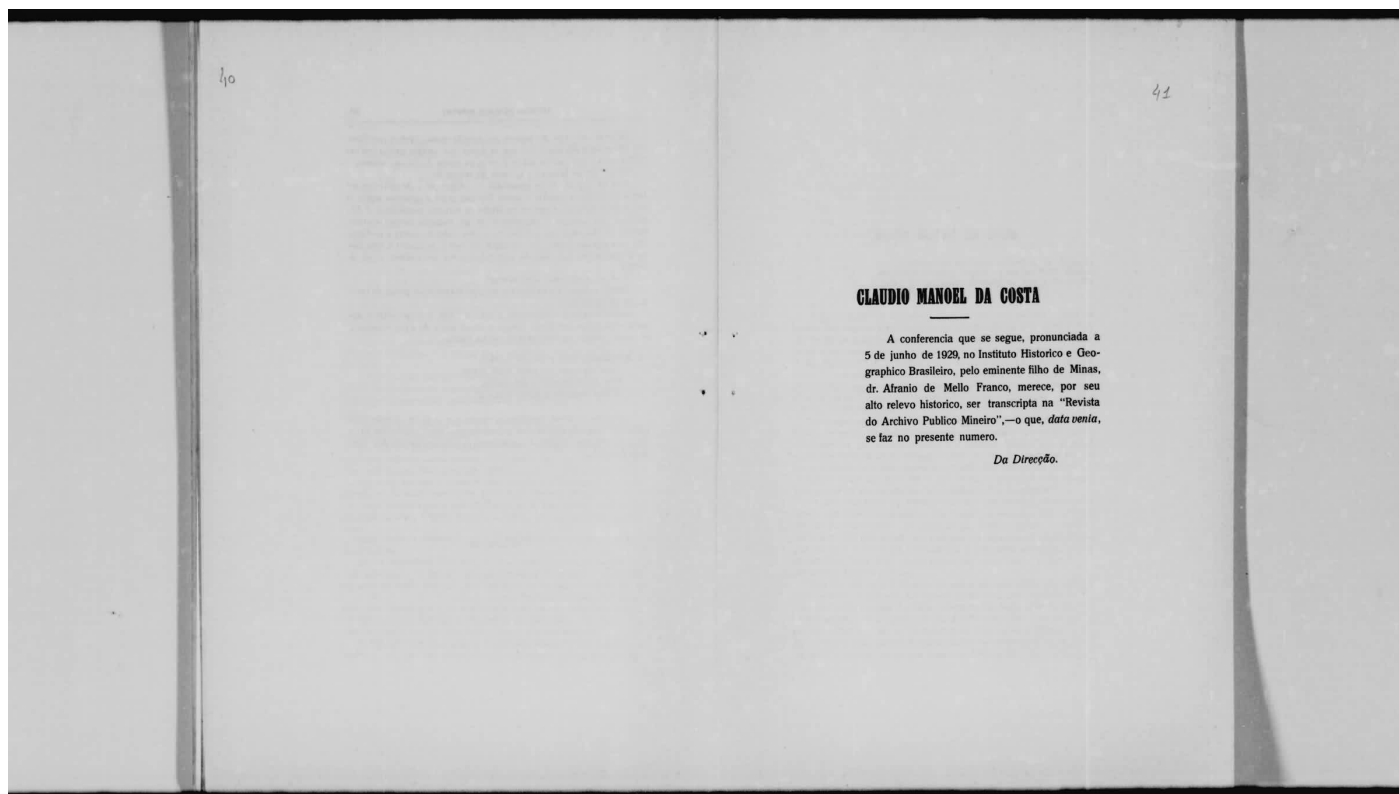 40
41
CLAUDIO MANOEL DA COSTA
A conferencia que se segue, pronunciada a
5 de junho de 1929, no Instituto Historico e Geo-
graphico Brasileiro, pelo eminente filho de Minas,
dr. Afranio de Mello Franco, merece, por seu
alto relevo historico, ser transcripta na "Revista
do Archivo Publico Mineiro",—o que, data venia,
se faz no presente numero.
Da Direcção.